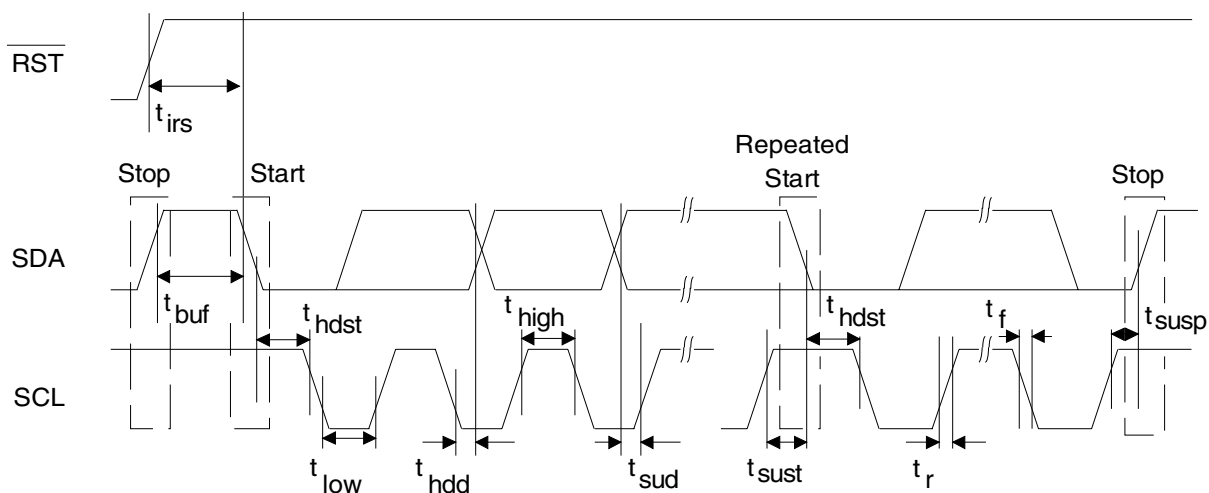 RST
t irs
Repeated
Stop
Start
Start
Stop
SDA
t buf
t hdst
t high
t hdst
t f
t susp
SCL
t low
t hdd
t sud
t sust
t r